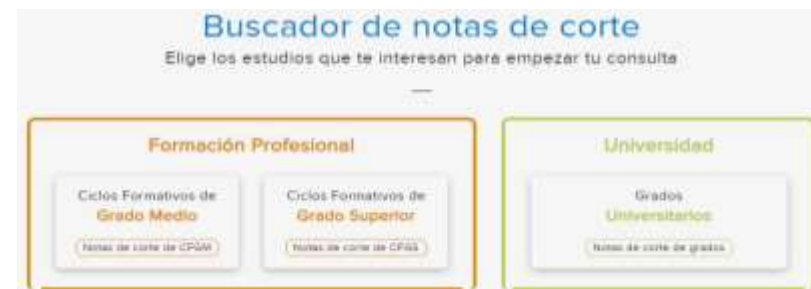 Buscador de notas de corte
Elige los estudios que te interesan para empezar tu consulta
Formación Profesional
Ciclos Formativos de
Grado Medio
Notas de corte de CFGM
Ciclos Formativos de
Grado Superior
Notas de corte de CFGS
Universidad
Grados
Universitarios
Notas de corte de grados